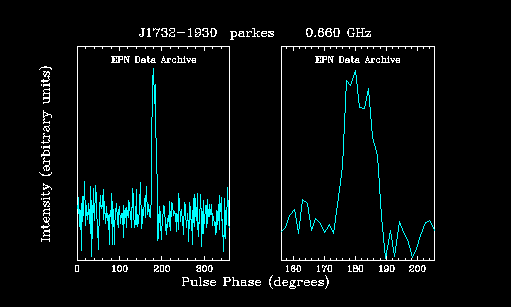 J1732-1930 parkes 0.660 GHz
EPN Data Archive EPN Data Archive
Intensity (arbitrary units)
0 100 200 300 160 170 180 190 200
Pulse Phase (degrees)